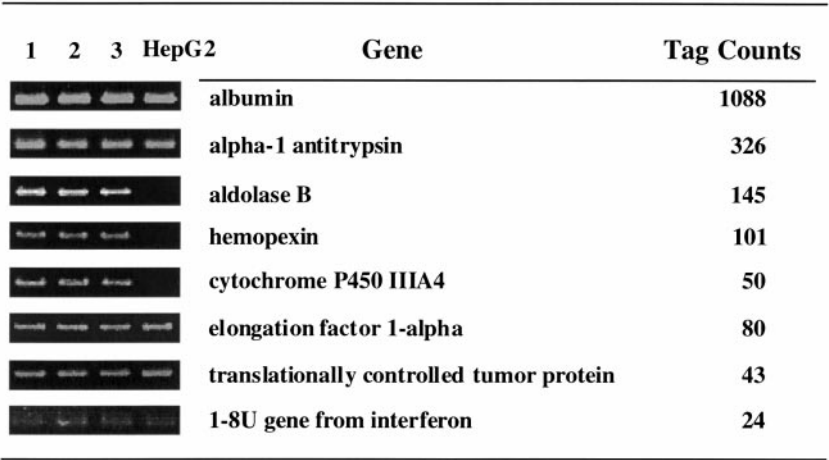 1 2 3 HepG2 Gene Tag Counts
albumin 1088
alpha-1 antitrypsin 326
aldolase B 145
hemopexin 101
cytochrome P450 IIIA4 50
elongation factor 1-alpha 80
translationally controlled tumor protein 43
1-8U gene from interferon 24